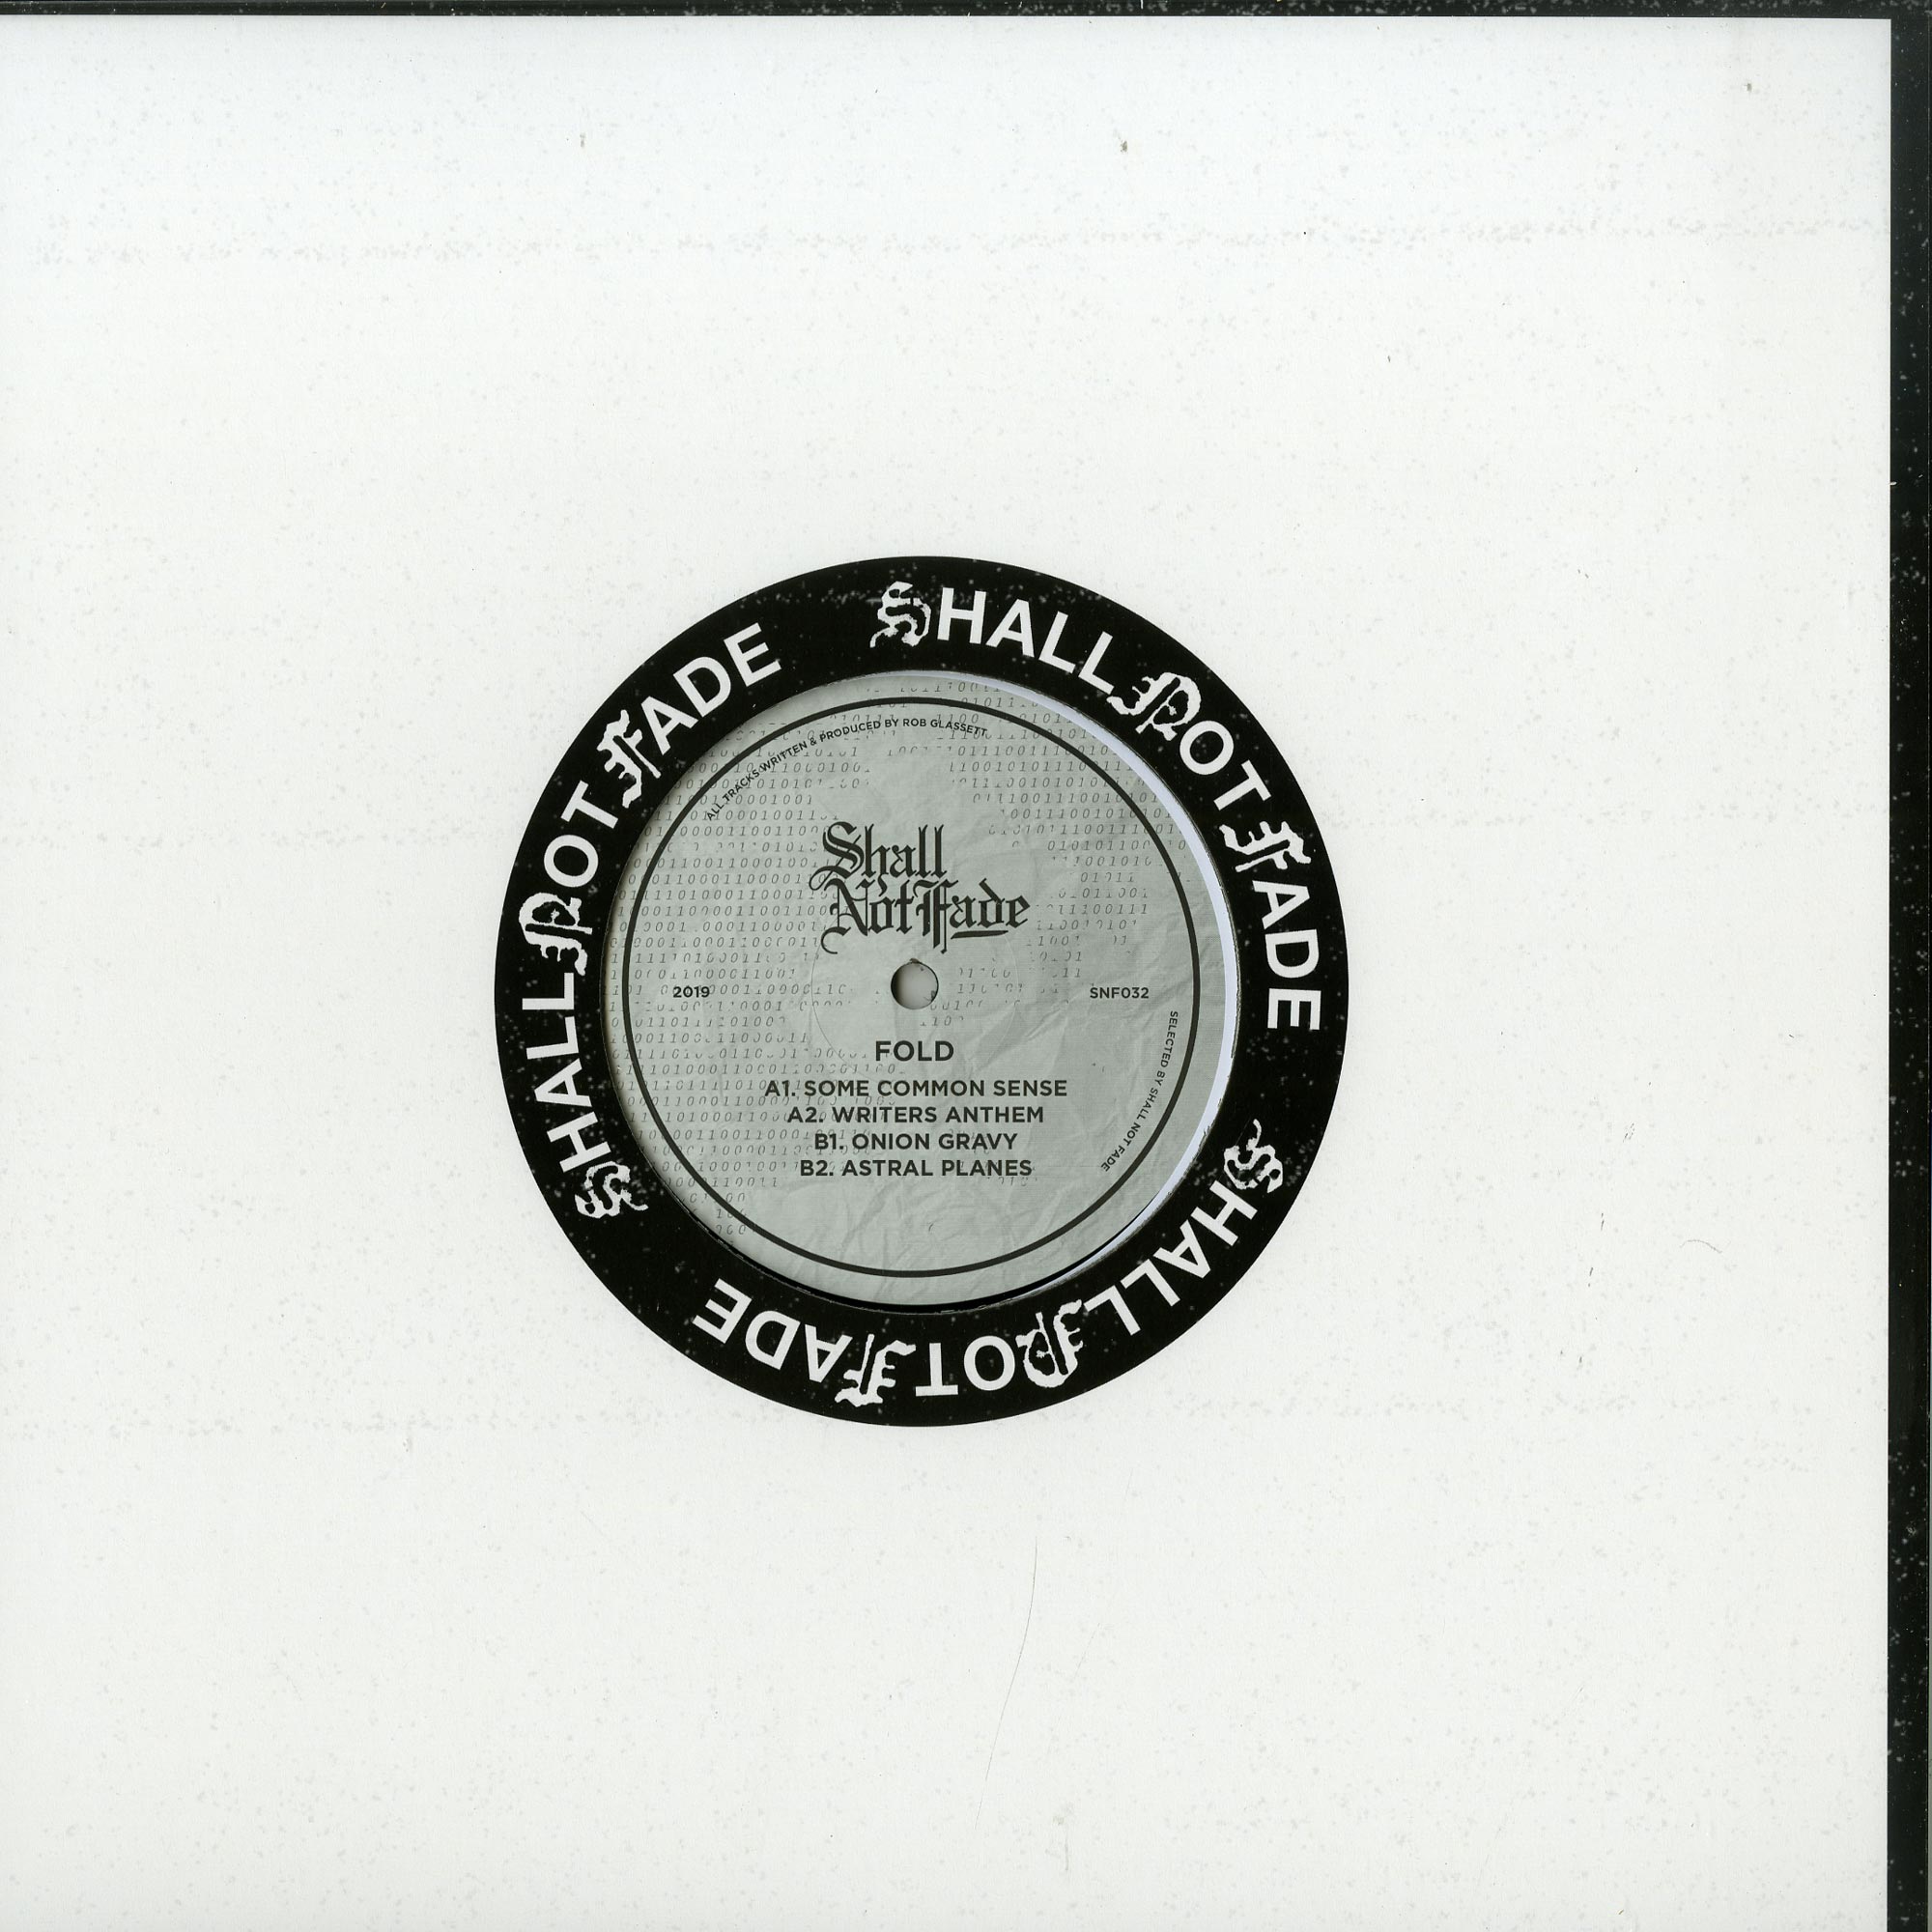 SHALL NOT FADE
SHALL NOT FADE
SHALL NOT FADE
ALL TRACKS WRITTEN & PRODUCED BY ROB GLASSETT
Shall
Not Fade
2019
SNF032
SELECTED BY SHALL NOT FADE
FOLD
A1. SOME COMMON SENSE
A2. WRITERS ANTHEM
B1. ONION GRAVY
B2. ASTRAL PLANES